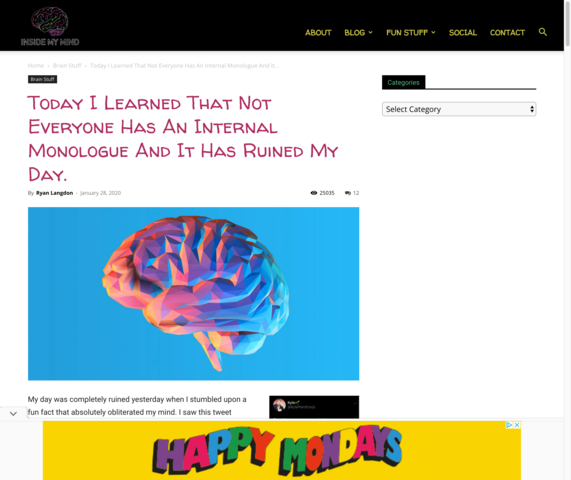 INSIDE MY MIND
ABOUT
BLOG
FUN STUFF
SOCIAL
CONTACT
Home
Brain Stuff
Today I Learned That Not Everyone Has An Internal Monologue And It...
Brain Stuff
Today I Learned That Not
Everyone Has An Internal
Monologue And It Has Ruined My
Day.
By Ryan Langdon - January 28, 2020
25035
12
Categories
Select Category
My day was completely ruined yesterday when I stumbled upon a
fun fact that absolutely obliterated my mind. I saw this tweet
HAPPY MONDAYS